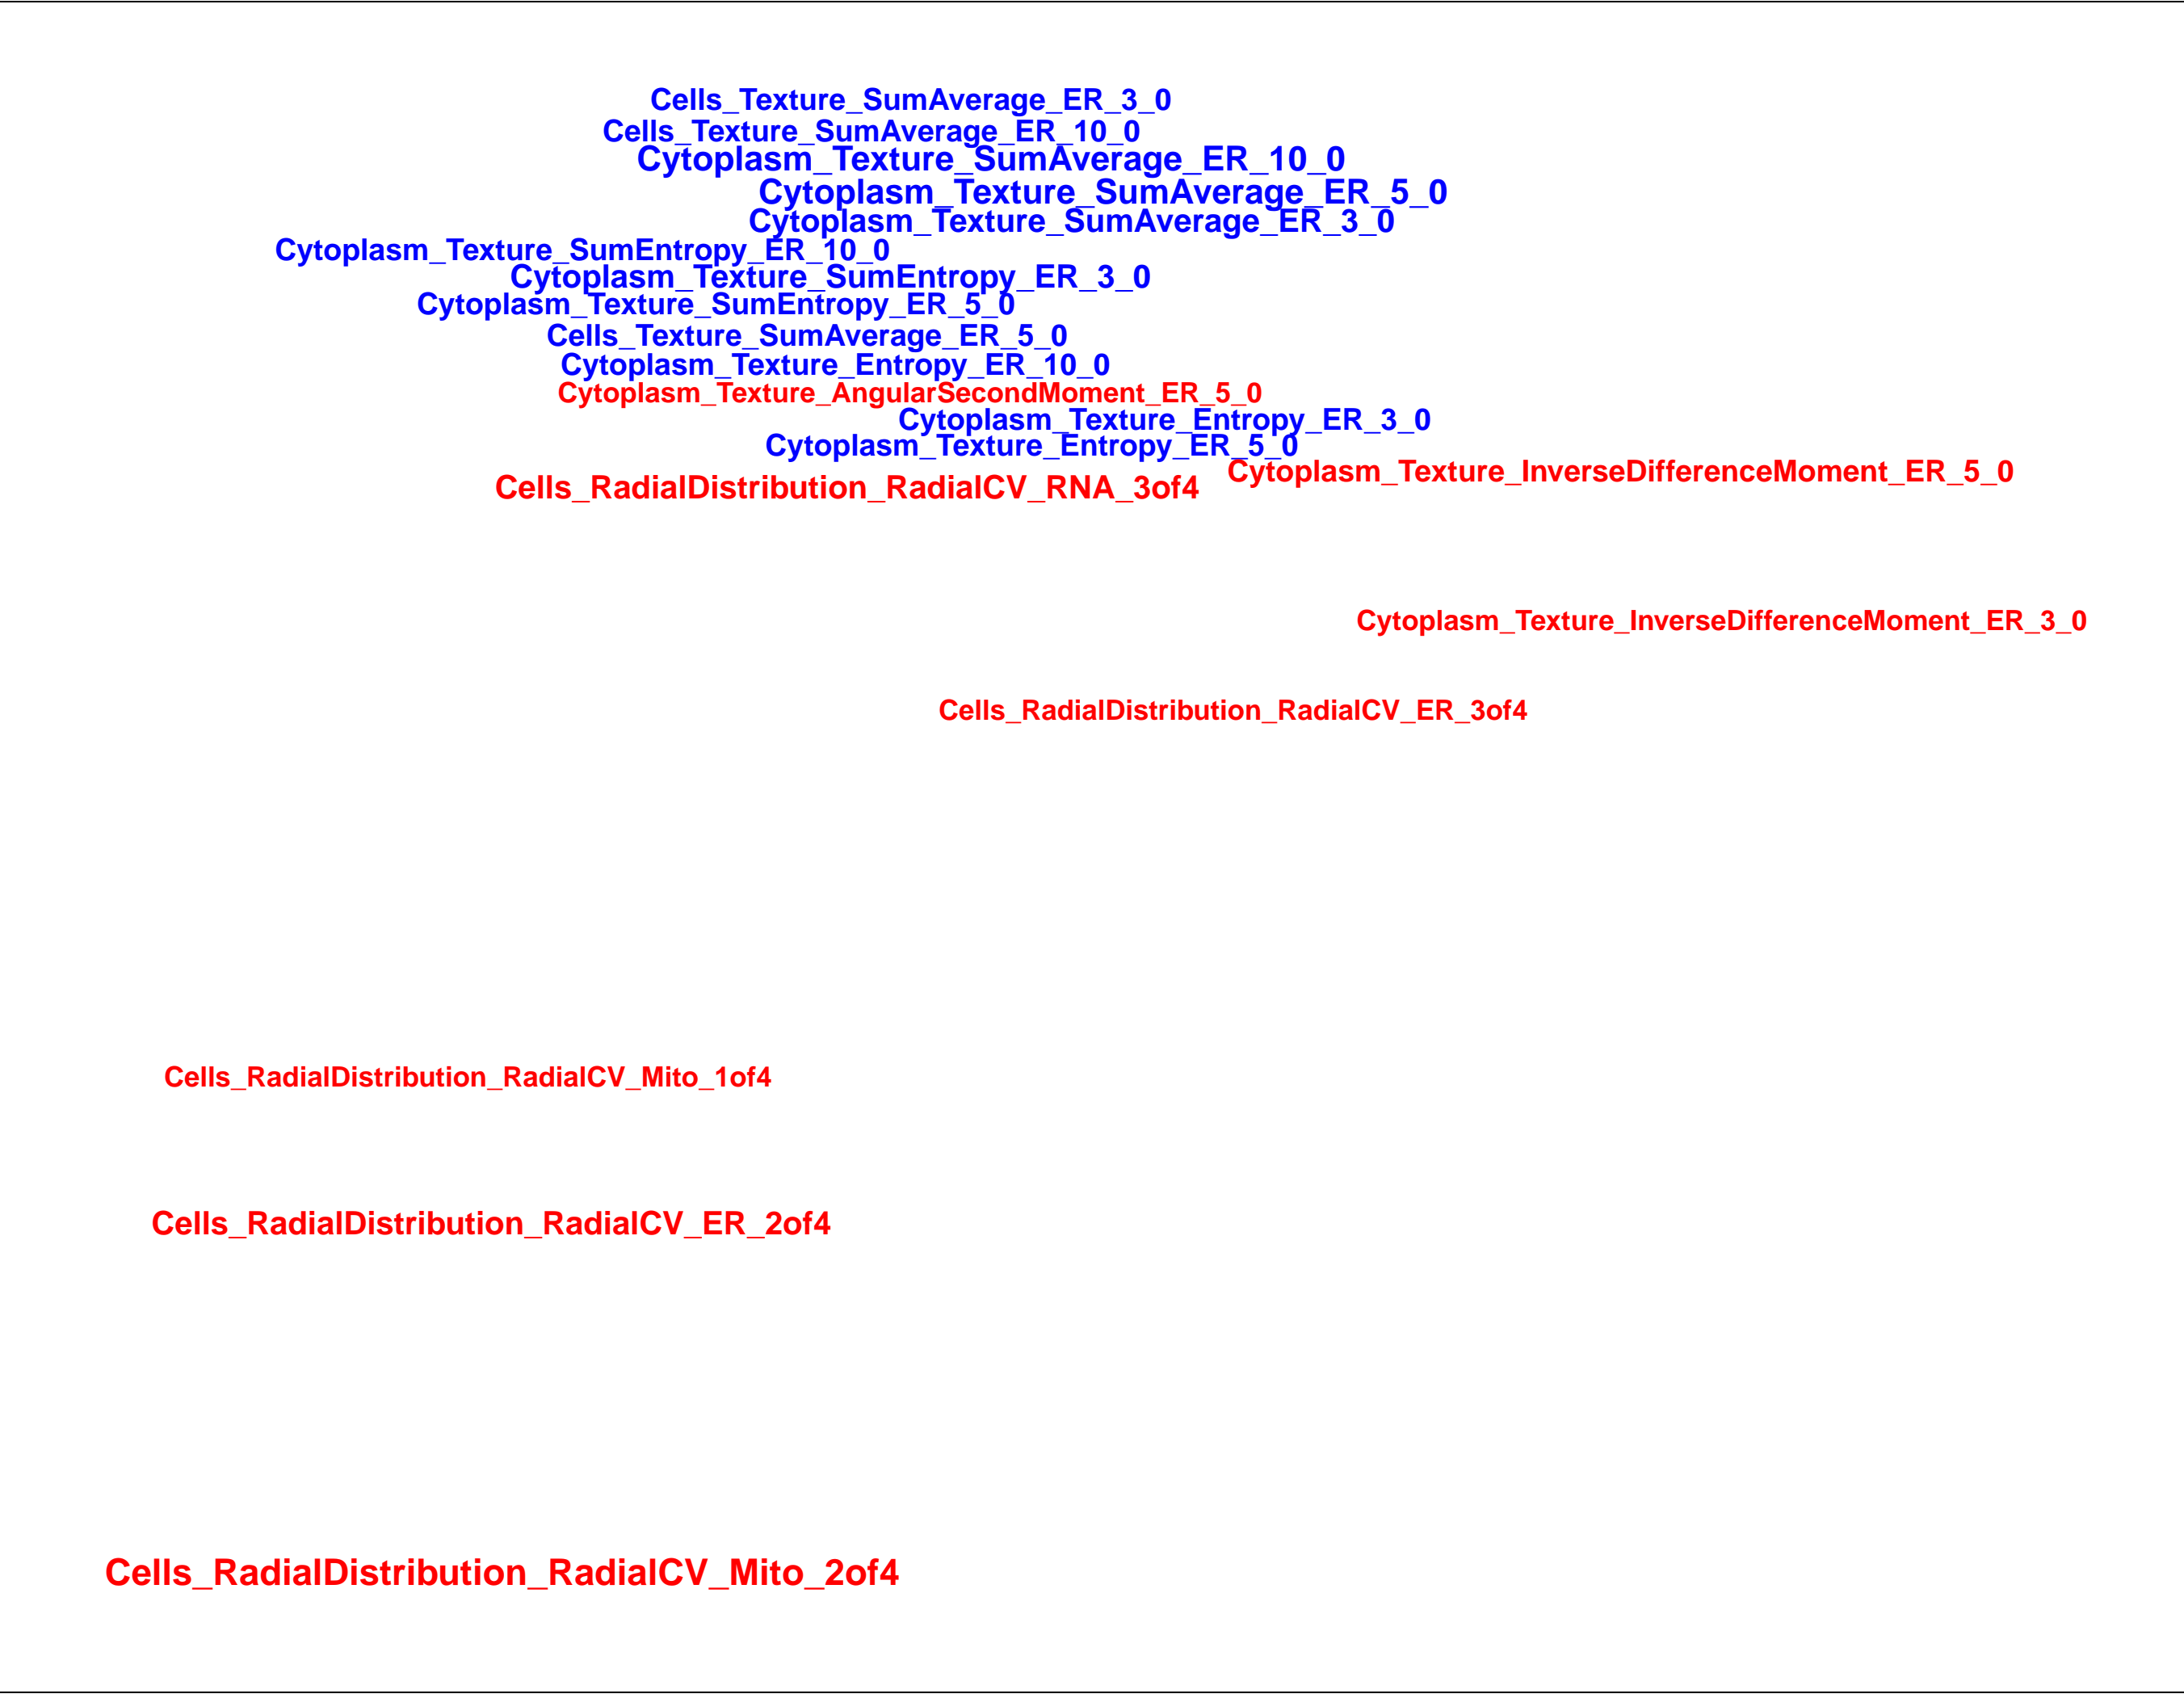 Cells_Texture_SumAverage_ER_3_0
Cells_Texture_SumAverage_ER_10_0
Cytoplasm_Texture_SumAverage_ER_10_0
Cytoplasm_Texture_SumAverage_ER_5_0
Cytoplasm_Texture_SumAverage_ER_3_0
Cytoplasm_Texture_SumEntropy_ER_10_0
Cytoplasm_Texture_SumEntropy_ER_3_0
Cytoplasm_Texture_SumEntropy_ER_5_0
Cells_Texture_SumAverage_ER_5_0
Cytoplasm_Texture_Entropy_ER_10_0
Cytoplasm_Texture_AngularSecondMoment_ER_5_0
Cytoplasm_Texture_Entropy_ER_3_0
Cytoplasm_Texture_Entropy_ER_5_0
Cytoplasm_Texture_InverseDifferenceMoment_ER_5_0
Cells_RadialDistribution_RadialCV_RNA_3of4
Cytoplasm_Texture_InverseDifferenceMoment_ER_3_0
Cells_RadialDistribution_RadialCV_ER_3of4
Cells_RadialDistribution_RadialCV_Mito_1of4
Cells_RadialDistribution_RadialCV_ER_2of4
Cells_RadialDistribution_RadialCV_Mito_2of4